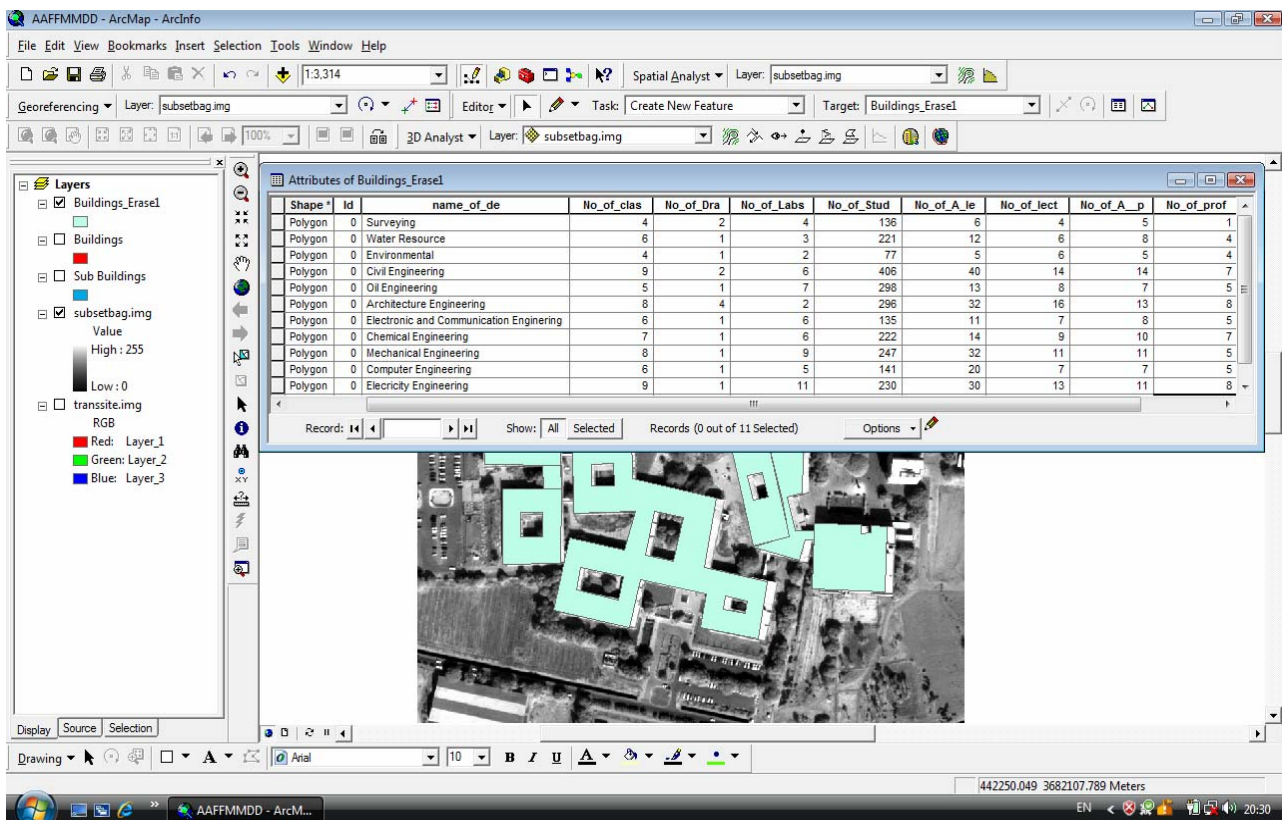 AAFFMMDD - ArcMap - ArcInfo
File Edit View Bookmarks Insert Selection Tools Window Help
1:3,314 Spatial Analyst Layer: subsetbag.img
Georeferencing Layer: subsetbag.img Editor Task: Create New Feature Target: Buildings_Erase1
100% 3D Analyst Layer: subsetbag.img
Layers
Buildings_Erase1
Buildings
Sub Buildings
subsetbag.img
Value
High : 255
Low : 0
transsite.img
RGB
Red: Layer_1
Green: Layer_2
Blue: Layer_3
Attributes of Buildings_Erase1
Shape * Id name_of_de No_of_clas No_of_Dra No_of_Labs No_of_Stud No_of_A_le No_of_lect No_of_A__p No_of_prof
Polygon 0 Surveying 4 2 4 136 6 4 5 1
Polygon 0 Water Resource 6 1 3 221 12 6 8 4
Polygon 0 Environmental 4 1 2 77 5 6 5 4
Polygon 0 Civil Engineering 9 2 6 406 40 14 14 7
Polygon 0 Oil Engineering 5 1 7 298 13 8 7 5
Polygon 0 Architecture Engineering 8 4 2 296 32 16 13 8
Polygon 0 Electronic and Communication Enginering 6 1 6 135 11 7 8 5
Polygon 0 Chemical Engineering 7 1 6 222 14 9 10 7
Polygon 0 Mechanical Engineering 8 1 9 247 32 11 11 5
Polygon 0 Computer Engineering 6 1 5 141 20 7 7 5
Polygon 0 Elecricity Engineering 9 1 11 230 30 13 11 8
Record: Show: All Selected Records (0 out of 11 Selected) Options
Display Source Selection
Drawing A Arial 10 B I U A
442250.049 3682107.789 Meters
AAFFMMDD - ArcM... EN 20:30